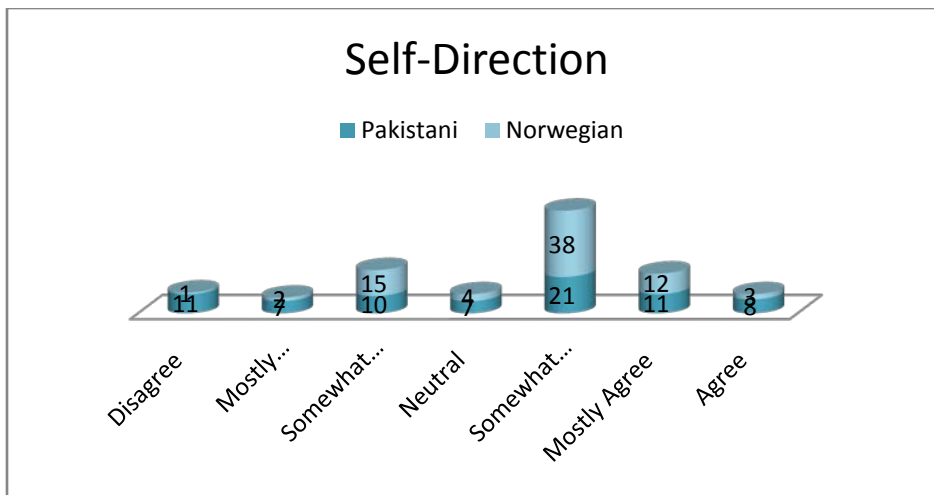 Self-Direction
Pakistani Norwegian
38
15 12
1 2 4 3
21
11 7 10 7 11 8
Disagree
Mostly...
Somewhat...
Neutral
Somewhat...
Mostly Agree
Agree